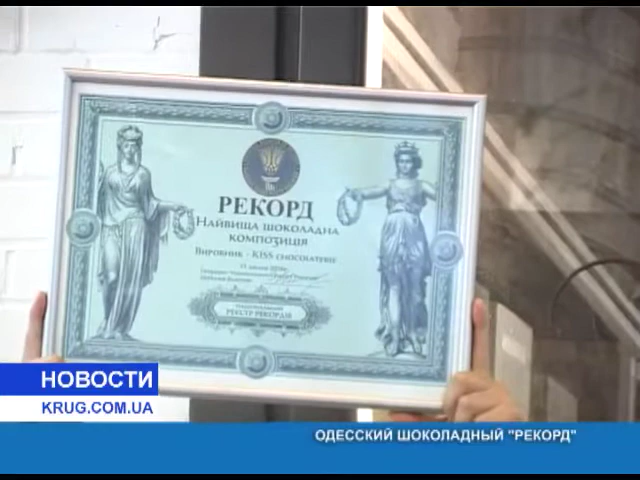 РЕКОРД
НАЙВИЩА ШОКОЛАДНА
КОМПОЗИЦІЯ
ВИРОБНИК - KISS CHOCOLATERIE
РЕЄСТР РЕКОРДІВ
НОВОСТИ
KRUG.COM.UA
ОДЕССКИЙ ШОКОЛАДНЫЙ "РЕКОРД"